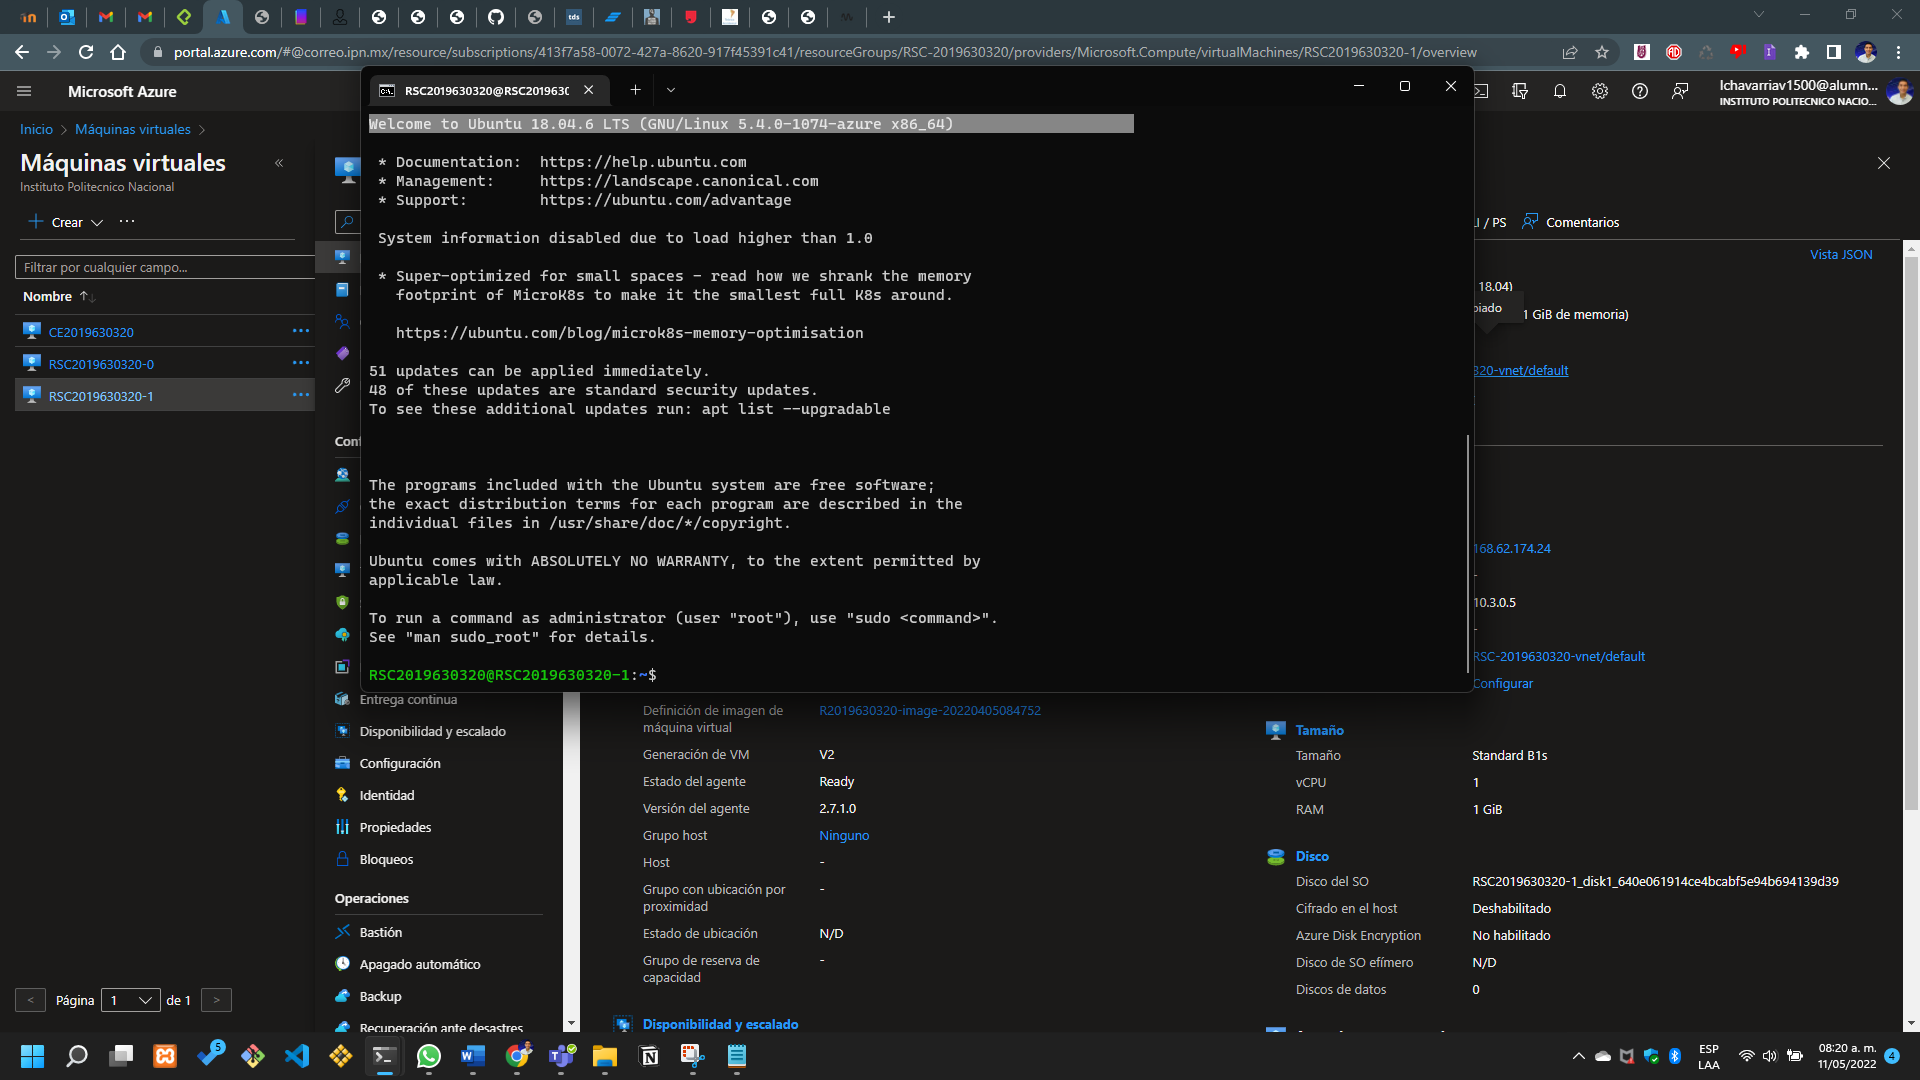 portal.azure.com/#@correo.ipn.mx/resource/subscriptions/413f7a58-0072-427a-8620-917f45391c41/resourceGroups/RSC-2019630320/providers/Microsoft.Compute/virtualMachines/RSC2019630320-1/overview
Microsoft Azure
lchavarriav1500@alumn...
INSTITUTO POLITECNICO NACIO...
Inicio > Máquinas virtuales >
Máquinas virtuales
Instituto Politecnico Nacional
Crear
Filtrar por cualquier campo...
Nombre
CE2019630320
RSC2019630320-0
RSC2019630320-1
Página 1 de 1
RSC2019630320@RSC2019630
Welcome to Ubuntu 18.04.6 LTS (GNU/Linux 5.4.0-1074-azure x86_64)
* Documentation: https://help.ubuntu.com
* Management: https://landscape.canonical.com
* Support: https://ubuntu.com/advantage
System information disabled due to load higher than 1.0
* Super-optimized for small spaces - read how we shrank the memory
footprint of MicroK8s to make it the smallest full K8s around.
https://ubuntu.com/blog/microk8s-memory-optimisation
51 updates can be applied immediately.
48 of these updates are standard security updates.
To see these additional updates run: apt list --upgradable
The programs included with the Ubuntu system are free software;
the exact distribution terms for each program are described in the
individual files in /usr/share/doc/*/copyright.
Ubuntu comes with ABSOLUTELY NO WARRANTY, to the extent permitted by
applicable law.
To run a command as administrator (user "root"), use "sudo <command>".
See "man sudo_root" for details.
RSC2019630320@RSC2019630320-1:~$
I / PS
Comentarios
Vista JSON
18.04)
piado
1 GiB de memoria)
320-vnet/default
168.62.174.24
-
10.3.0.5
-
RSC-2019630320-vnet/default
Configurar
Conf
Entrega continua
Disponibilidad y escalado
Configuración
Identidad
Propiedades
Bloqueos
Operaciones
Bastión
Apagado automático
Backup
Recuperación ante desastres
Definición de imagen de
máquina virtual
R2019630320-image-20220405084752
Generación de VM V2
Estado del agente Ready
Versión del agente 2.7.1.0
Grupo host Ninguno
Host -
Grupo con ubicación por
proximidad
-
Estado de ubicación N/D
Grupo de reserva de
capacidad
-
Disponibilidad y escalado
Tamaño
Tamaño Standard B1s
vCPU 1
RAM 1 GiB
Disco
Disco del SO RSC2019630320-1_disk1_640e061914ce4bcabf5e94b694139d39
Cifrado en el host Deshabilitado
Azure Disk Encryption No habilitado
Disco de SO efímero N/D
Discos de datos 0
5
ESP
LAA
08:20 a. m.
11/05/2022
4